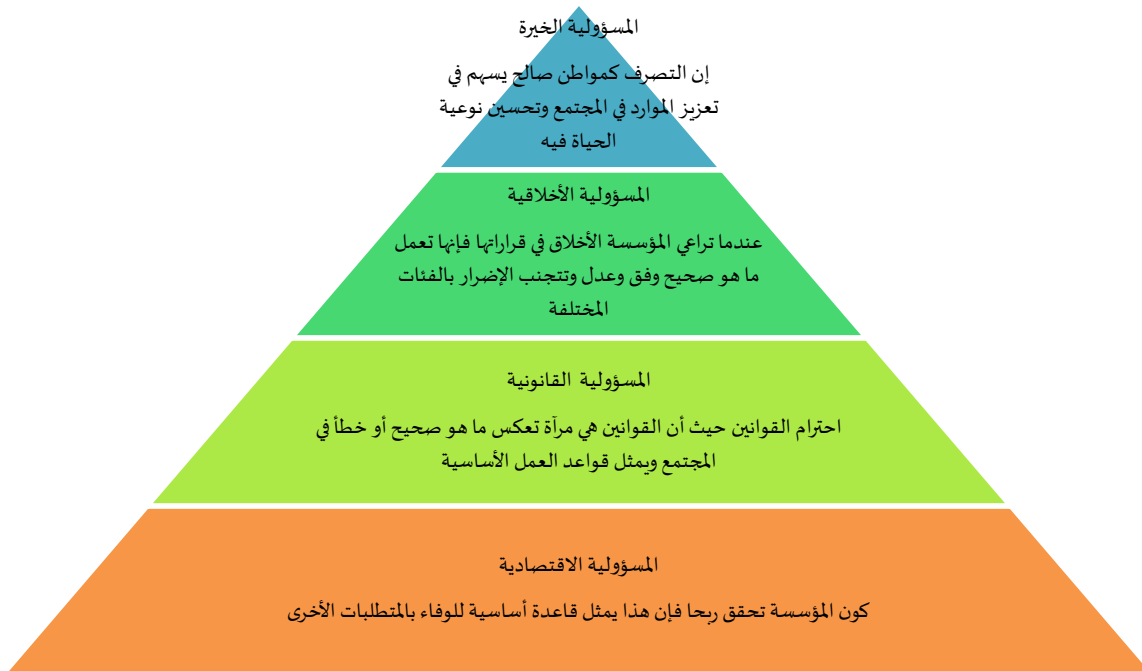 المسؤولية الخيرة
إن التصرف كمواطن صالح يسهم في
تعزيز الموارد في المجتمع وتحسين نوعية
الحياة فيه
المسؤولية الأخلاقية
عندما تراعي المؤسسة الأخلاق في قراراتها فإنها تعمل
ما هو صحيح وفق وعدل وتتجنب الإضرار بالفئات
المختلفة
المسؤولية القانونية
احترام القوانين حيث أن القوانين هي مرآة تعكس ما هو صحيح أو خطأ في
المجتمع ويمثل قواعد العمل الأساسية
المسؤولية الاقتصادية
كون المؤسسة تحقق ربحا فإن هذا يمثل قاعدة أساسية للوفاء بالمتطلبات الأخرى